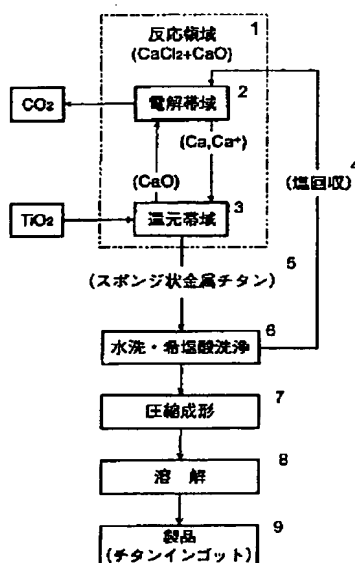 反応領域
1
(CaCl2+CaO)
CO2
電解帯域
2
(CaO)
(Ca,Ca+)
4
(塩回収)
TiO2
還元帯域
3
5
(スポンジ状金属チタン)
6
水洗・希塩酸洗浄
7
圧縮成形
8
溶 解
9
製品
(チタンインゴット)